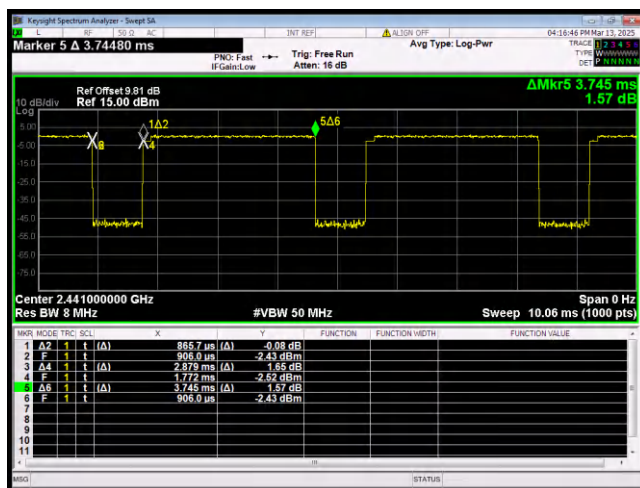 Keysight Spectrum Analyzer - Swept SA
L RF 50 Ω AC INT REF ALIGN OFF 04:16:46 PM Mar 13, 2025
Marker 5 Δ 3.74480 ms
PNO: Fast Trig: Free Run Avg Type: Log-Pwr TRACE 1 2 3 4 5 6
IFGain:Low Atten: 16 dB TYPE
DET P N N N N N
Ref Offset 9.81 dB ΔMkr5 3.745 ms
10 dB/div Ref 15.00 dBm 1.57 dB
Log
5.00
1Δ2
5Δ6
-5.00
4
-15.0
-25.0
-35.0
-45.0
-55.0
-65.0
-75.0
Center 2.441000000 GHz Span 0 Hz
Res BW 8 MHz #VBW 50 MHz Sweep 10.06 ms (1000 pts)
MKR MODE TRC SCL X Y FUNCTION FUNCTION WIDTH FUNCTION VALUE
1 Δ2 1 t (Δ) 865.7 µs (Δ) -0.08 dB
2 F 1 t 906.0 µs -2.43 dBm
3 Δ4 1 t (Δ) 2.879 ms (Δ) 1.65 dB
4 F 1 t 1.772 ms -2.52 dBm
5 Δ6 1 t (Δ) 3.745 ms (Δ) 1.57 dB
6 F 1 t 906.0 µs -2.43 dBm
7
8
9
10
11
MSG STATUS